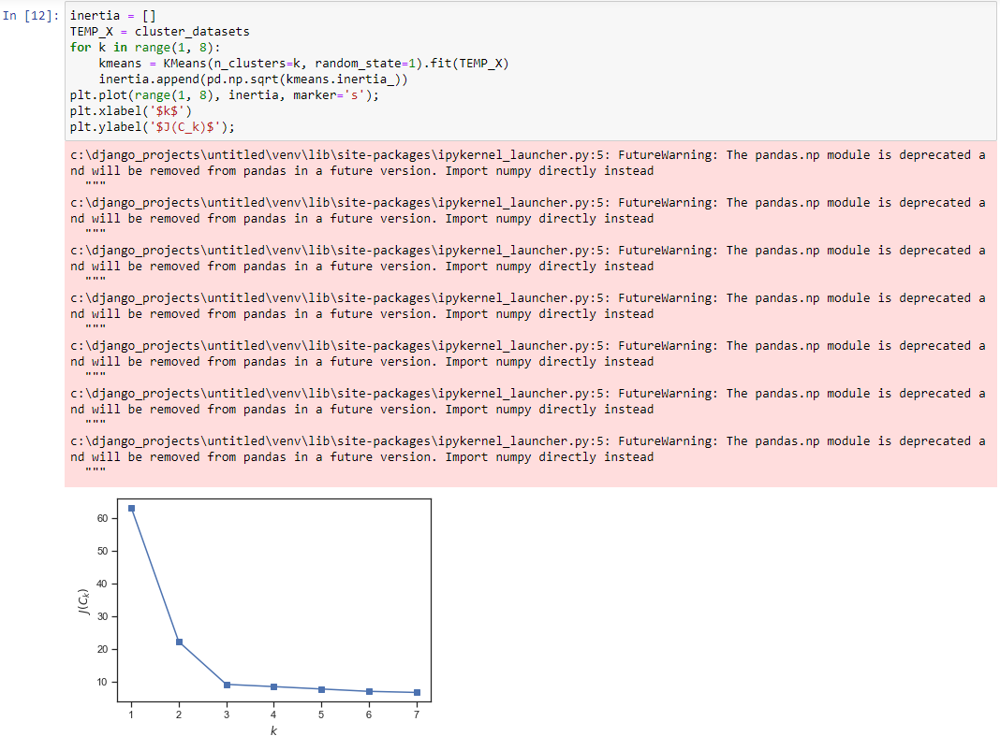 In [12]:
inertia = []
TEMP_X = cluster_datasets
for k in range(1, 8):
    kmeans = KMeans(n_clusters=k, random_state=1).fit(TEMP_X)
    inertia.append(pd.np.sqrt(kmeans.inertia_))
plt.plot(range(1, 8), inertia, marker='s');
plt.xlabel('$k$')
plt.ylabel('$J(C_k)$');
c:\django_projects\untitled\venv\lib\site-packages\ipykernel_launcher.py:5: FutureWarning: The pandas.np module is deprecated a
nd will be removed from pandas in a future version. Import numpy directly instead
  """
c:\django_projects\untitled\venv\lib\site-packages\ipykernel_launcher.py:5: FutureWarning: The pandas.np module is deprecated a
nd will be removed from pandas in a future version. Import numpy directly instead
  """
c:\django_projects\untitled\venv\lib\site-packages\ipykernel_launcher.py:5: FutureWarning: The pandas.np module is deprecated a
nd will be removed from pandas in a future version. Import numpy directly instead
  """
c:\django_projects\untitled\venv\lib\site-packages\ipykernel_launcher.py:5: FutureWarning: The pandas.np module is deprecated a
nd will be removed from pandas in a future version. Import numpy directly instead
  """
c:\django_projects\untitled\venv\lib\site-packages\ipykernel_launcher.py:5: FutureWarning: The pandas.np module is deprecated a
nd will be removed from pandas in a future version. Import numpy directly instead
  """
c:\django_projects\untitled\venv\lib\site-packages\ipykernel_launcher.py:5: FutureWarning: The pandas.np module is deprecated a
nd will be removed from pandas in a future version. Import numpy directly instead
  """
c:\django_projects\untitled\venv\lib\site-packages\ipykernel_launcher.py:5: FutureWarning: The pandas.np module is deprecated a
nd will be removed from pandas in a future version. Import numpy directly instead
  """
60
50
40
30
20
10
J(Ck)
1 2 3 4 5 6 7
k